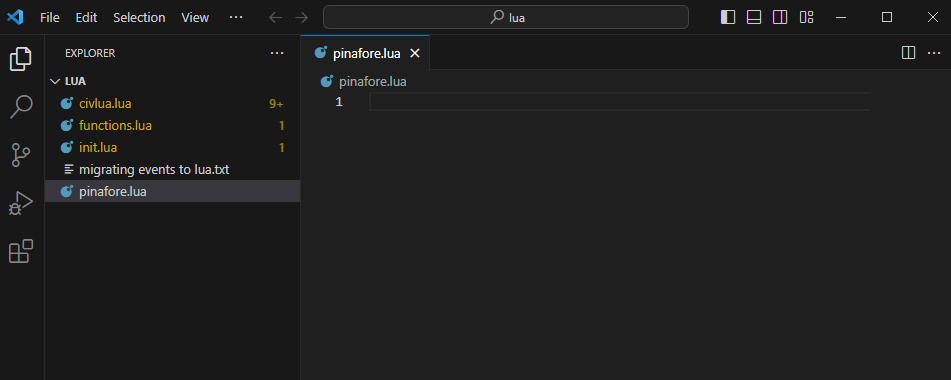 File Edit Selection View ··· lua
EXPLORER ···
LUA
civlua.lua 9+
functions.lua 1
init.lua 1
migrating events to lua.txt
pinafore.lua
pinafore.lua ···
pinafore.lua
1